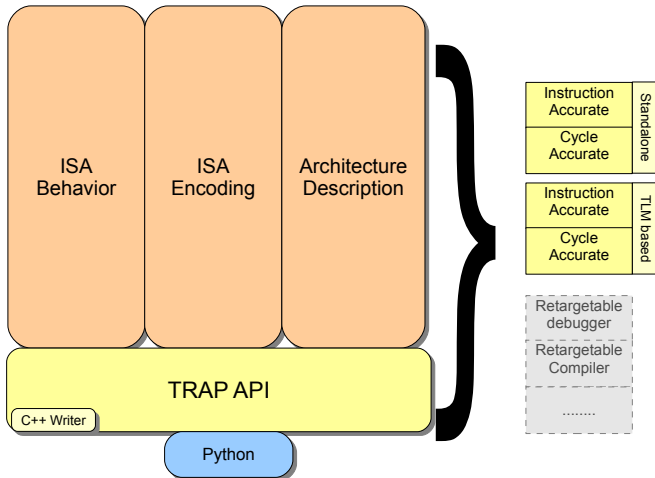 ISA
Behavior
ISA
Encoding
Architecture
Description
TRAP API
C++ Writer
Python
Instruction
Accurate
Cycle
Accurate
Standalone
Instruction
Accurate
Cycle
Accurate
TLM based
Retargetable
debugger
Retargetable
Compiler
........